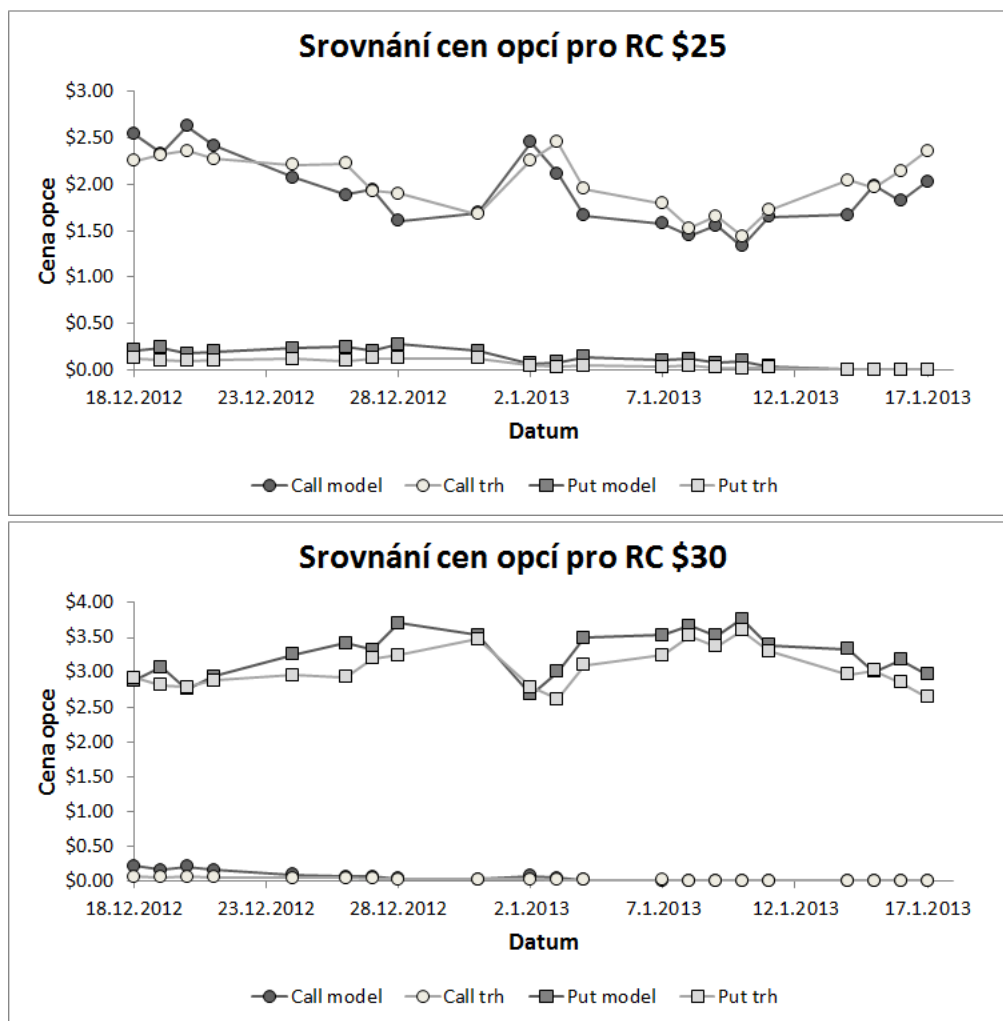 Srovnání cen opcí pro RC $25
$3.00
$2.50
$2.00
$1.50
$1.00
$0.50
$0.00
Cena opce
18.12.2012 23.12.2012 28.12.2012 2.1.2013 7.1.2013 12.1.2013 17.1.2013
Datum
Call model Call trh Put model Put trh
Srovnání cen opcí pro RC $30
$4.00
$3.50
$3.00
$2.50
$2.00
$1.50
$1.00
$0.50
$0.00
Cena opce
18.12.2012 23.12.2012 28.12.2012 2.1.2013 7.1.2013 12.1.2013 17.1.2013
Datum
Call model Call trh Put model Put trh